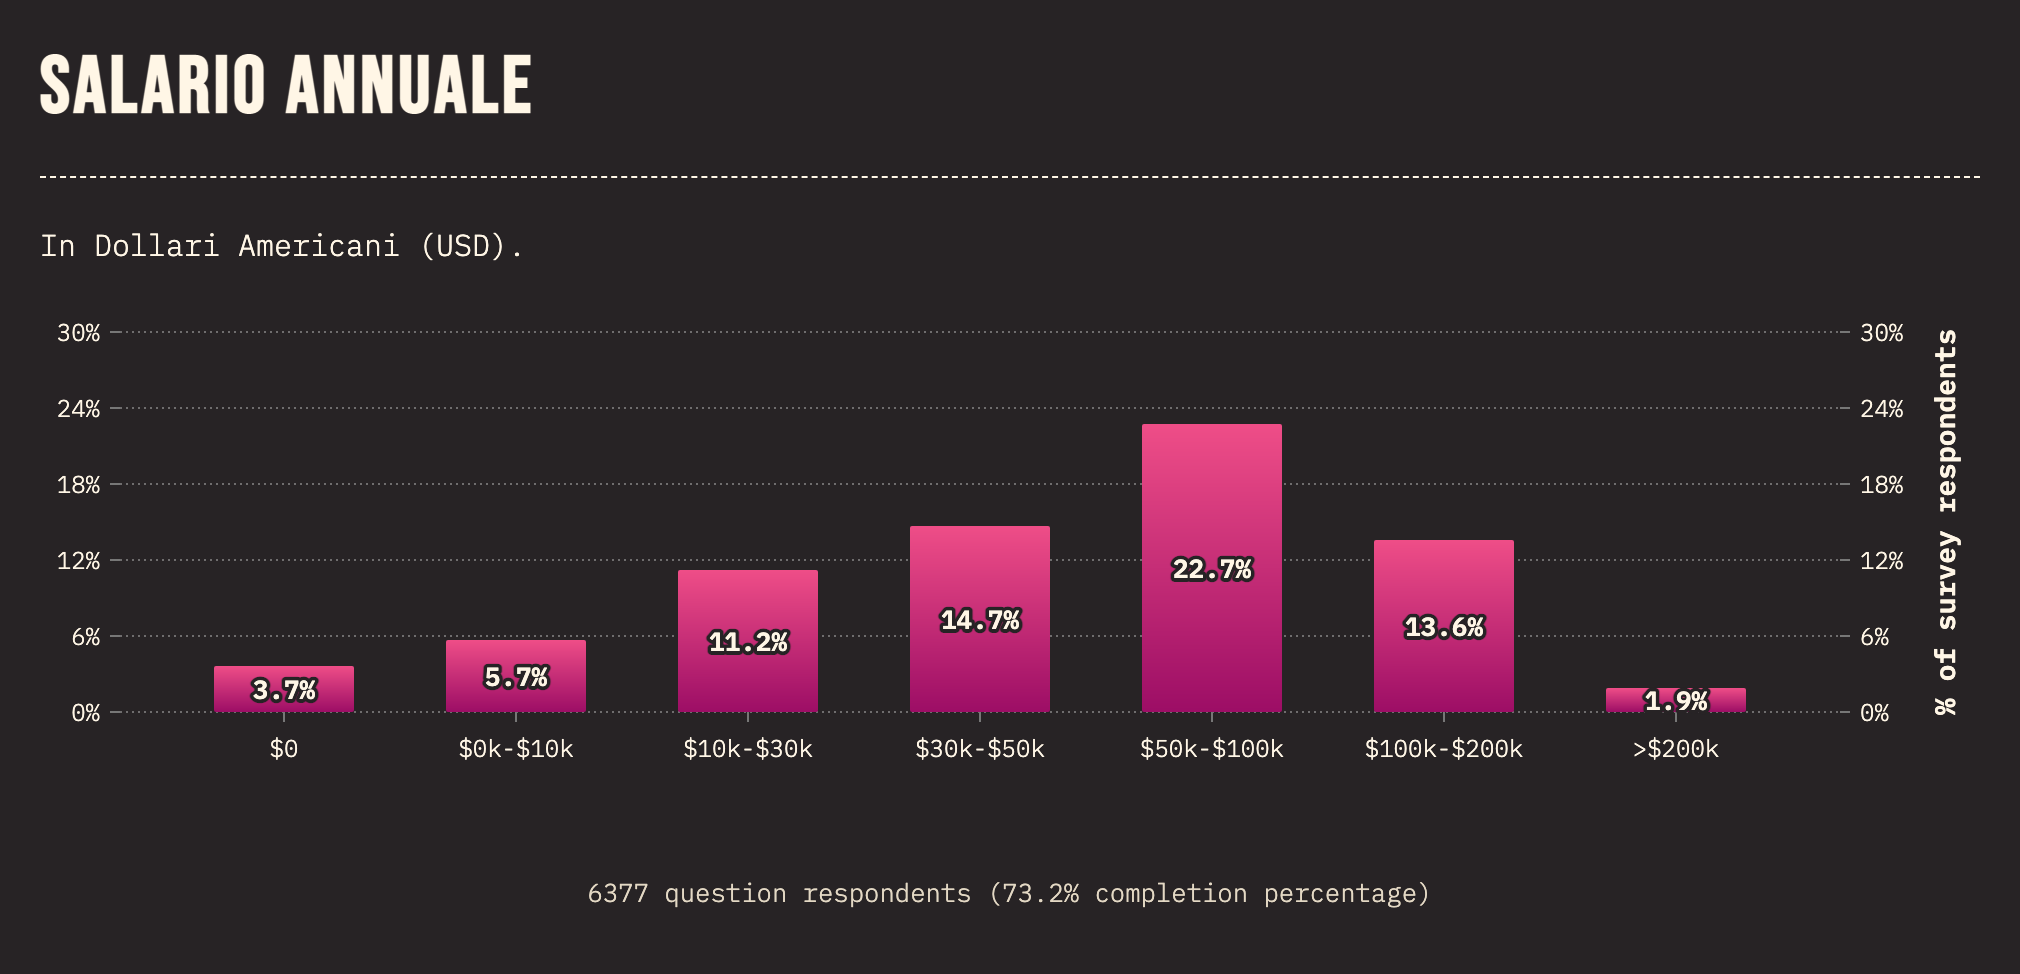 SALARIO ANNUALE
In Dollari Americani (USD).
30% 30%
24% 24%
18% 18%
12% 12%
6% 6%
0% 0%
3.7% 5.7% 11.2% 14.7% 22.7% 13.6% 1.9%
$0 $0k-$10k $10k-$30k $30k-$50k $50k-$100k $100k-$200k >$200k
% of survey respondents
6377 question respondents (73.2% completion percentage)